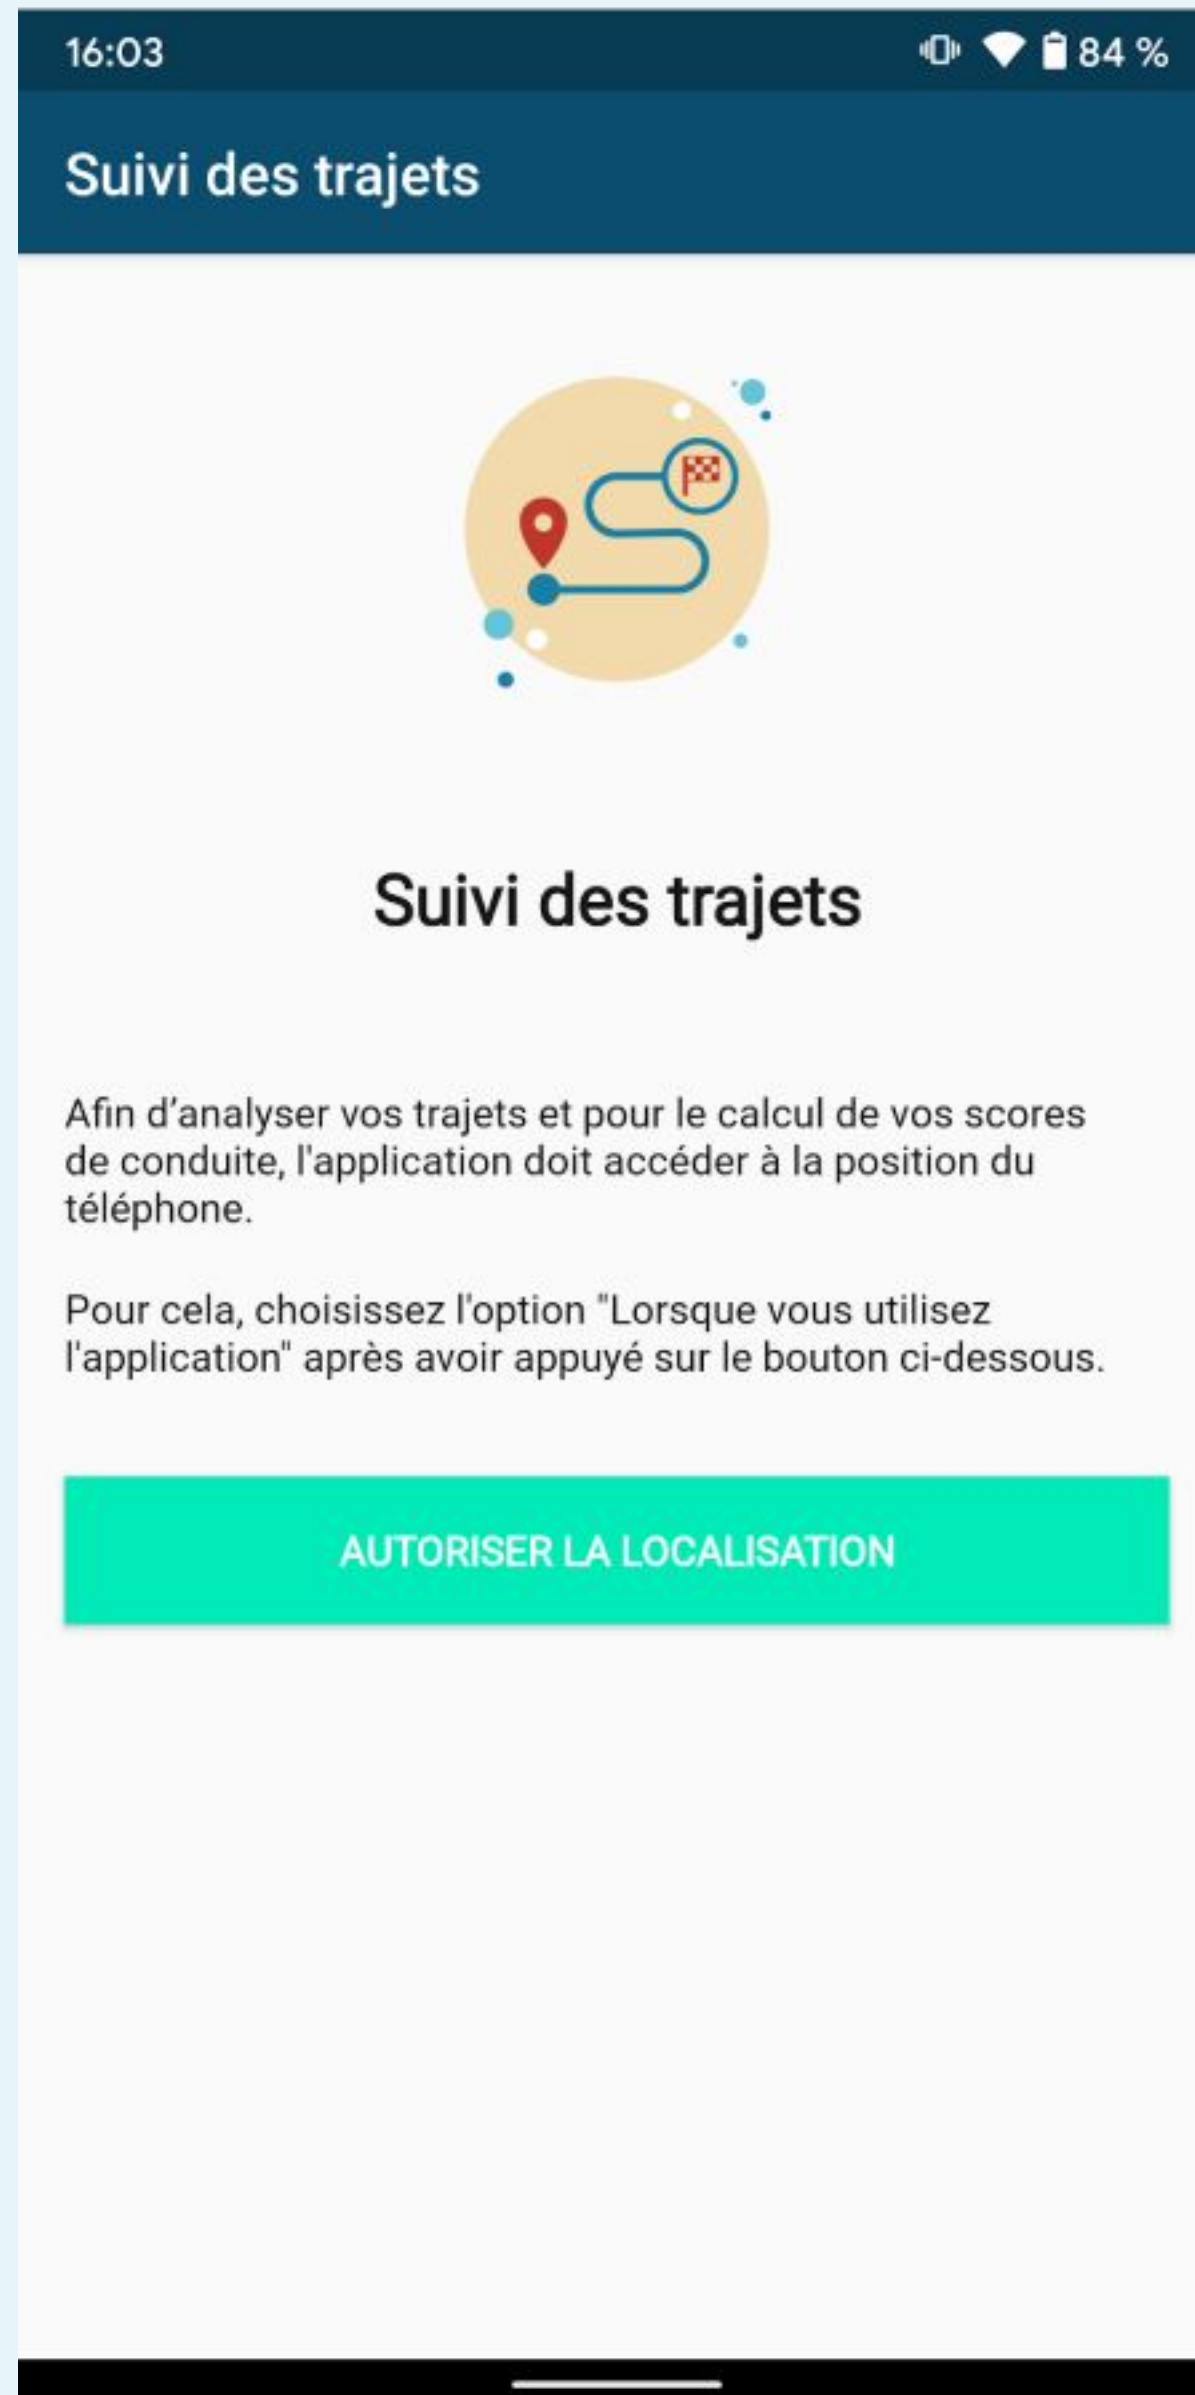 16:03
84 %
Suivi des trajets
Suivi des trajets
Afin d’analyser vos trajets et pour le calcul de vos scores
de conduite, l'application doit accéder à la position du
téléphone.
Pour cela, choisissez l'option "Lorsque vous utilisez
l'application" après avoir appuyé sur le bouton ci-dessous.
AUTORISER LA LOCALISATION